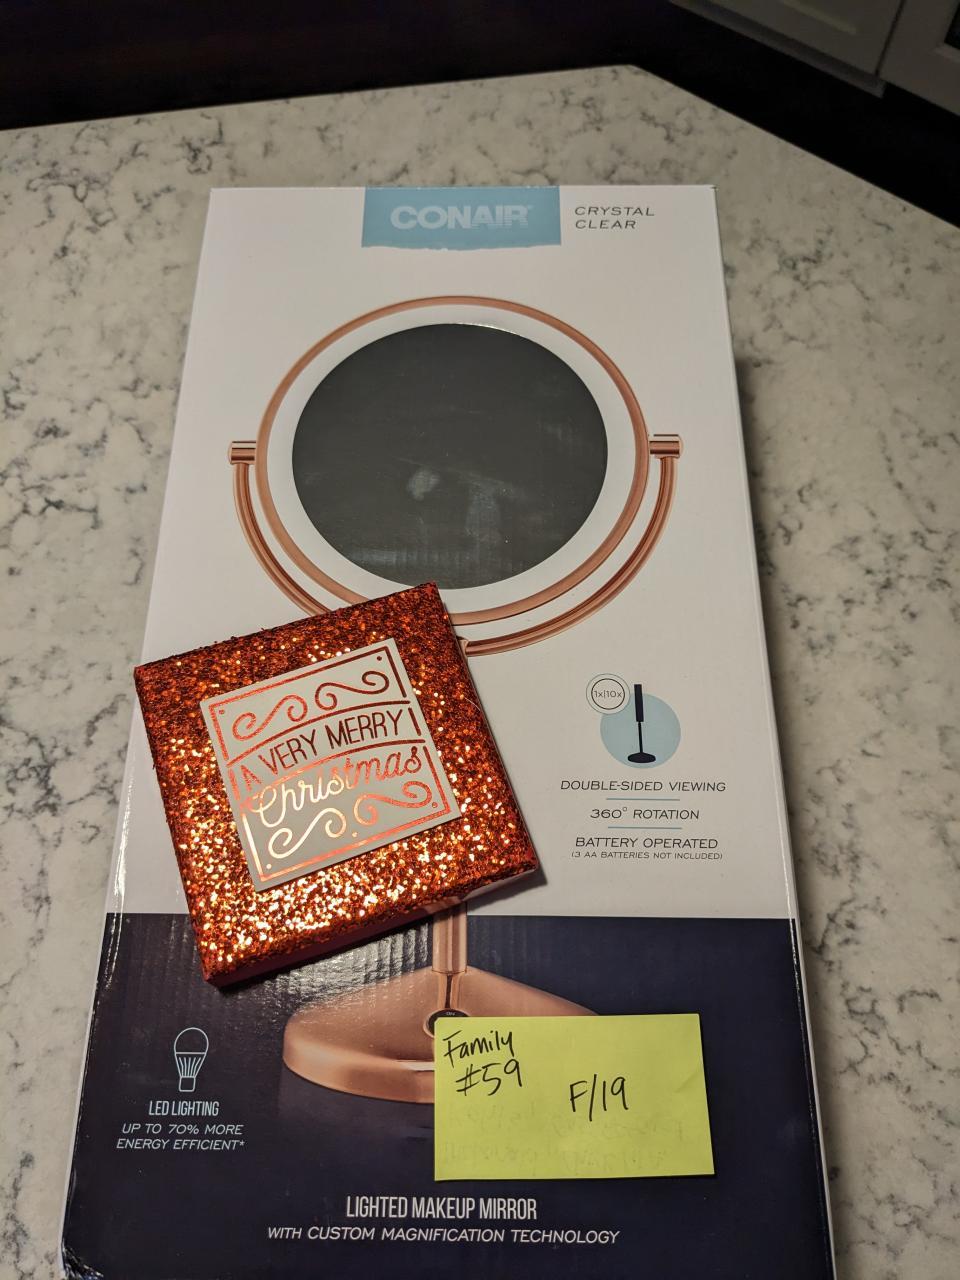 CONAIR
CRYSTAL
CLEAR
1x|10x
DOUBLE-SIDED VIEWING
360° ROTATION
BATTERY OPERATED
(3 AA BATTERIES NOT INCLUDED)
A VERY MERRY
Christmas
ON
Family
#59
F/19
LED LIGHTING
UP TO 70% MORE
ENERGY EFFICIENT*
LIGHTED MAKEUP MIRROR
WITH CUSTOM MAGNIFICATION TECHNOLOGY